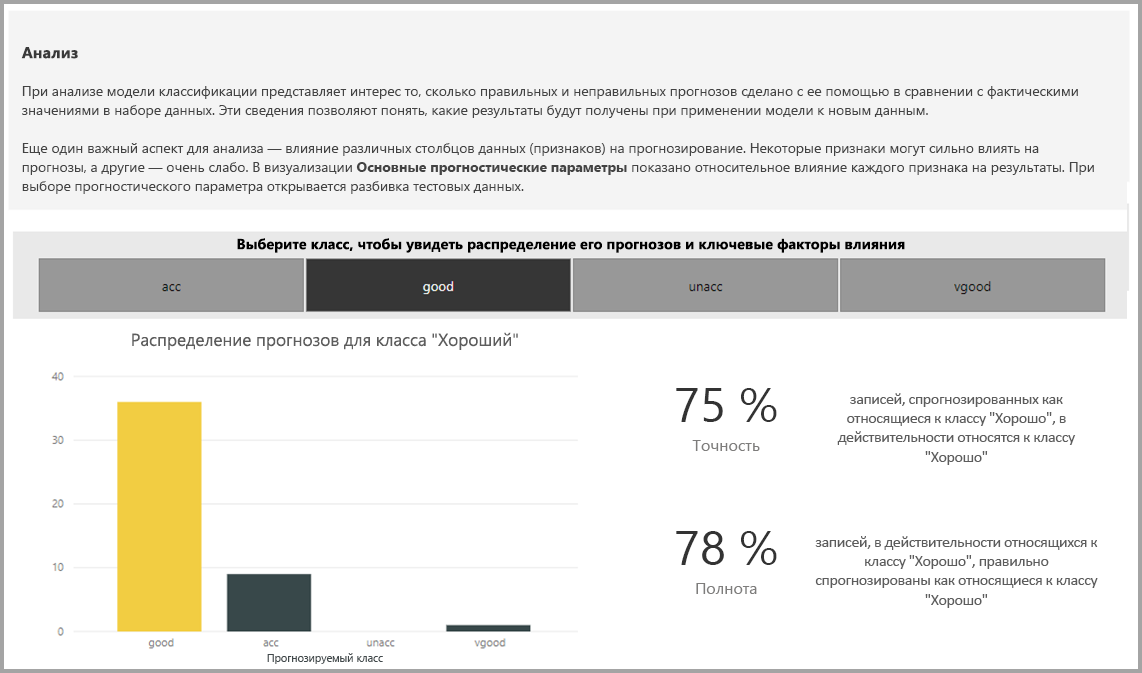 Анализ
При анализе модели классификации представляет интерес то, сколько правильных и неправильных прогнозов сделано с ее помощью в сравнении с фактическими
значениями в наборе данных. Эти сведения позволяют понять, какие результаты будут получены при применении модели к новым данным.
Еще один важный аспект для анализа — влияние различных столбцов данных (признаков) на прогнозирование. Некоторые признаки могут сильно влиять на
прогнозы, а другие — очень слабо. В визуализации Основные прогностические параметры показано относительное влияние каждого признака на результаты. При
выборе прогностического параметра открывается разбивка тестовых данных.
Выберите класс, чтобы увидеть распределение его прогнозов и ключевые факторы влияния
acc good unacc vgood
Распределение прогнозов для класса "Хороший"
40
30
20
10
0
good acc unacc vgood
Прогнозируемый класс
75 %
Точность
записей, спрогнозированных как
относящиеся к классу "Хорошо", в
действительности относятся к классу
"Хорошо"
78 %
Полнота
записей, в действительности относящихся к
классу "Хорошо", правильно
спрогнозированы как относящиеся к классу
"Хорошо"